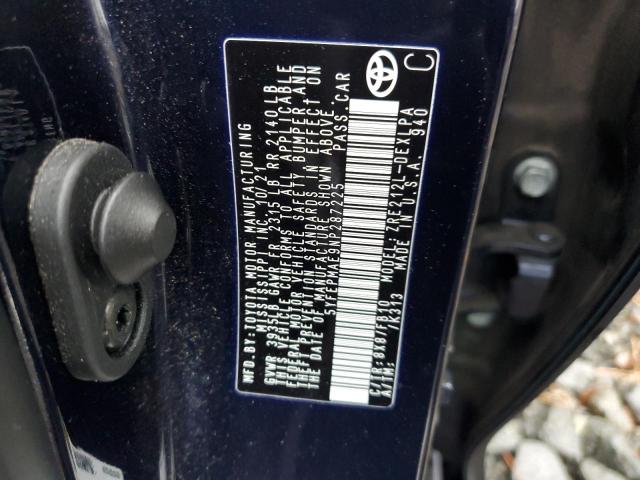 MFD.BY: TOYOTA MOTOR MANUFACTURING
MISSISSIPPI INC. 10/21
GVWR 3935LB GAWR FR 2315 LB RR 2140 LB
THIS VEHICLE CONFORMS TO ALL APPLICABLE
FEDERAL MOTOR VEHICLE SAFETY, BUMPER, AND
THEFT PREVENTION STANDARDS IN EFFECT ON
THE DATE OF MANUFACTURE SHOWN ABOVE.
5YFEPMAE9NP287225 PASS. CAR
C
C/TR: 8X8/FB10 MODEL: ZRE212L-DEXLPA
A/TM: /K313 MADE IN U.S.A. 940